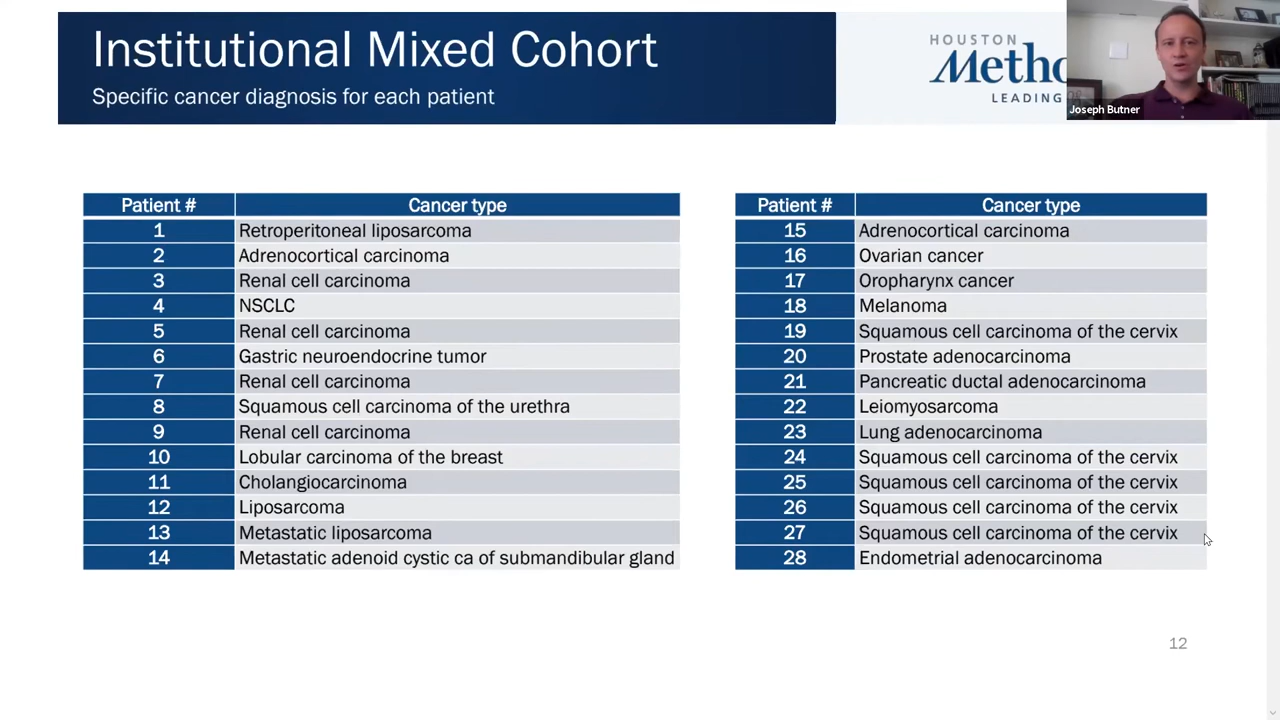 Institutional Mixed Cohort
Specific cancer diagnosis for each patient
HOUSTON
LEADING
Joseph Butner
Patient # Cancer type
1 Retroperitoneal liposarcoma
2 Adrenocortical carcinoma
3 Renal cell carcinoma
4 NSCLC
5 Renal cell carcinoma
6 Gastric neuroendocrine tumor
7 Renal cell carcinoma
8 Squamous cell carcinoma of the urethra
9 Renal cell carcinoma
10 Lobular carcinoma of the breast
11 Cholangiocarcinoma
12 Liposarcoma
13 Metastatic liposarcoma
14 Metastatic adenoid cystic ca of submandibular gland
Patient # Cancer type
15 Adrenocortical carcinoma
16 Ovarian cancer
17 Oropharynx cancer
18 Melanoma
19 Squamous cell carcinoma of the cervix
20 Prostate adenocarcinoma
21 Pancreatic ductal adenocarcinoma
22 Leiomyosarcoma
23 Lung adenocarcinoma
24 Squamous cell carcinoma of the cervix
25 Squamous cell carcinoma of the cervix
26 Squamous cell carcinoma of the cervix
27 Squamous cell carcinoma of the cervix
28 Endometrial adenocarcinoma
12